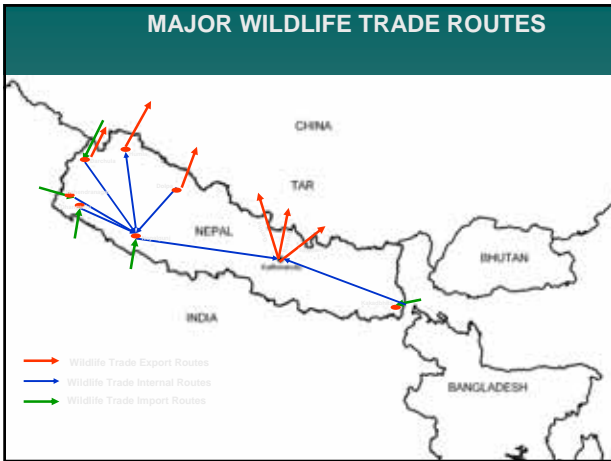 MAJOR WILDLIFE TRADE ROUTES
CHINA
TAR
NEPAL
BHUTAN
Kathmandu
INDIA
Wildlife Trade Export Routes
Wildlife Trade Internal Routes
BANGLADESH
Wildlife Trade Import Routes